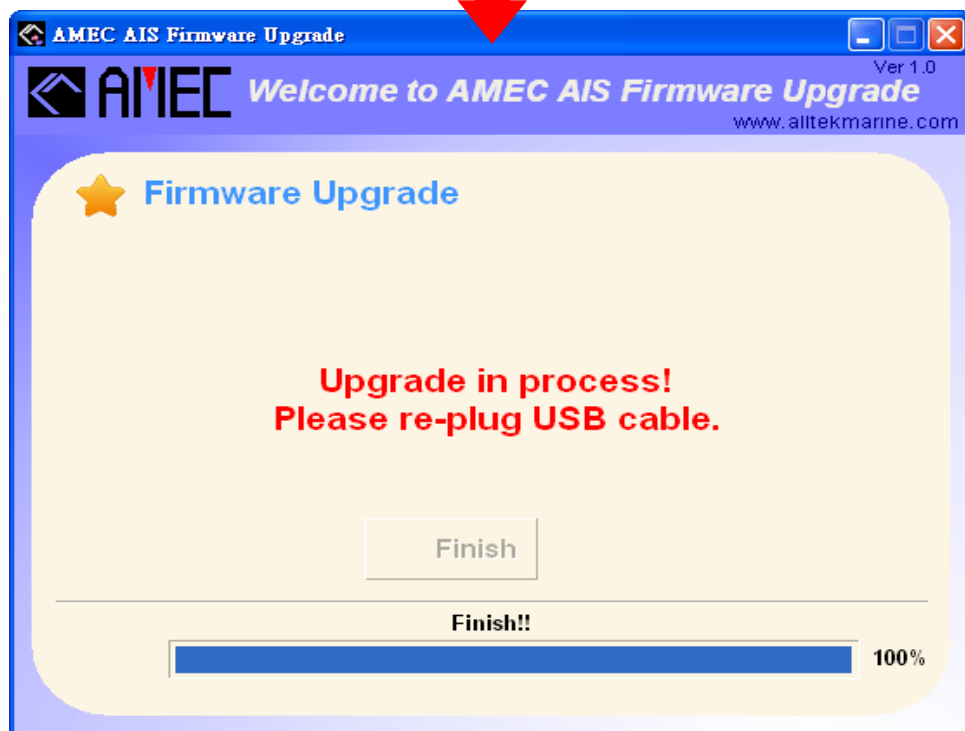 AMEC AIS Firmware Upgrade
Ver 1.0
AMEC Welcome to AMEC AIS Firmware Upgrade
www.alltekmarine.com
Firmware Upgrade
Upgrade in process!
Please re-plug USB cable.
Finish
Finish!!
100%